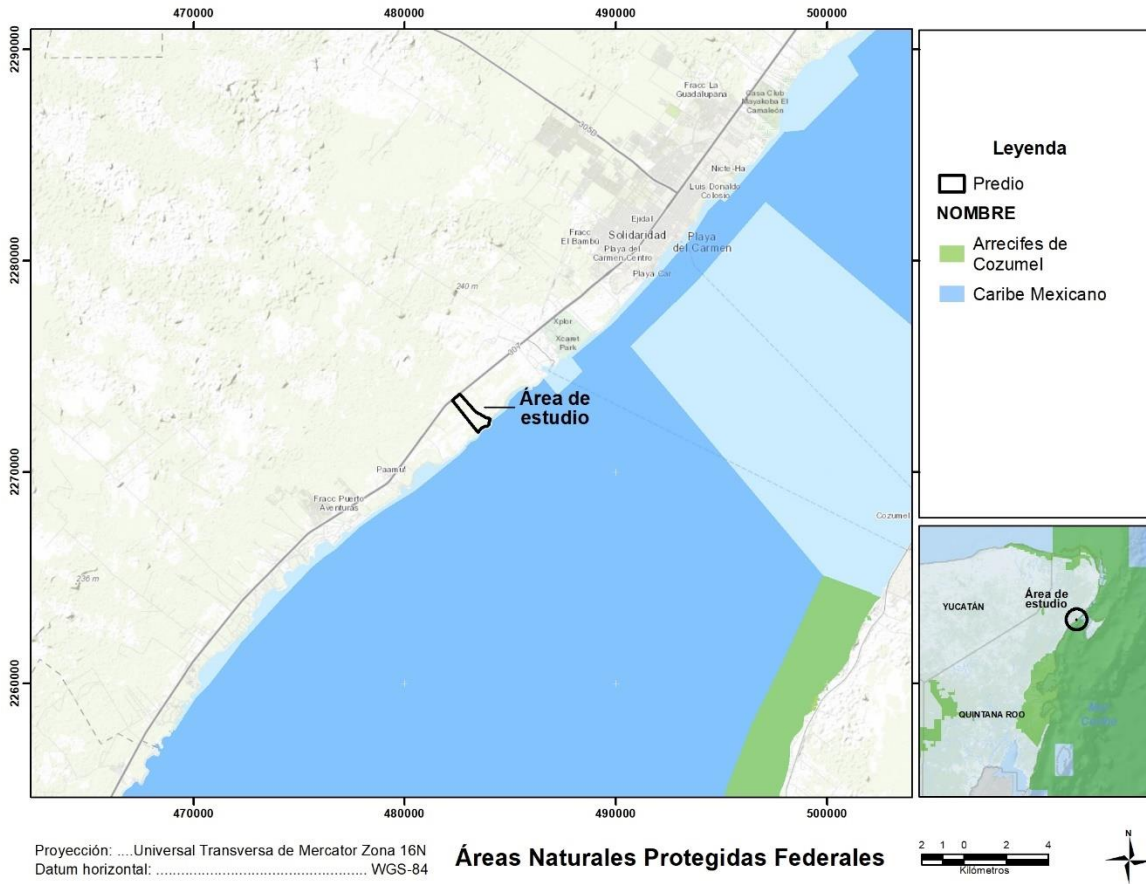 470000
480000
490000
500000
2290000
2280000
2270000
2260000
Fracc La
Guadalupana
Casa Club
Mayakoba El
Camaleón
305D
Nicte-Ha
Luis Donaldo
Colosio
Ejidal
Fracc
El Bambo
Solidaridad
Playa del
Carmen Centro
Playa
del Carmen
Playa Car
240 m
Xplor
Xcaret
Park
307
Área de
estudio
Paamul
Fracc Puerto
Aventuras
Cozumel
236 m
470000
480000
490000
500000
Leyenda
Predio
NOMBRE
Arrecifes de
Cozumel
Caribe Mexicano
YUCATÁN
Área de
estudio
QUINTANA ROO
Proyección: ....Universal Transversa de Mercator Zona 16N
Datum horizontal: .................................................. WGS-84
Áreas Naturales Protegidas Federales
2 1 0 2 4
Kilómetros
N